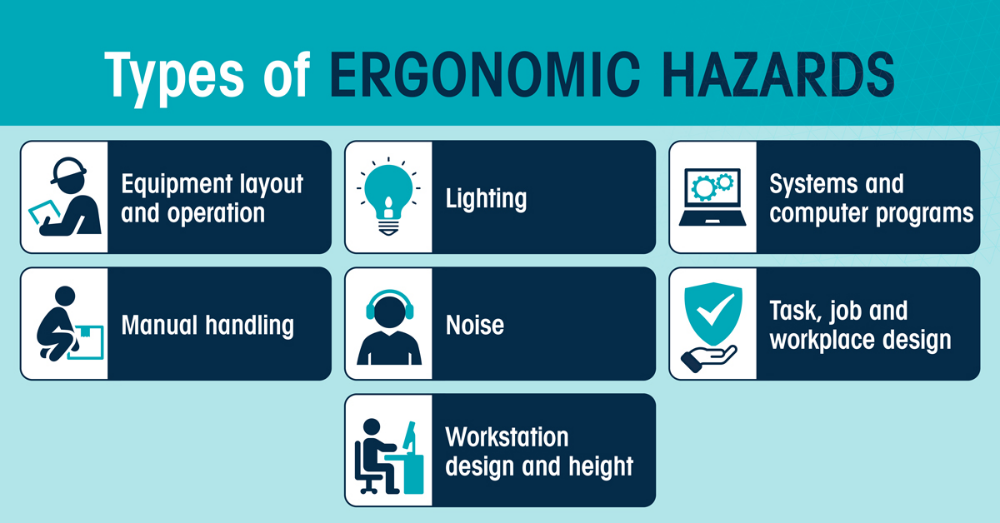 Types of ERGONOMIC HAZARDS
Equipment layout
and operation
Lighting
Systems and
computer programs
Manual handling
Noise
Task, job and
workplace design
Workstation
design and height